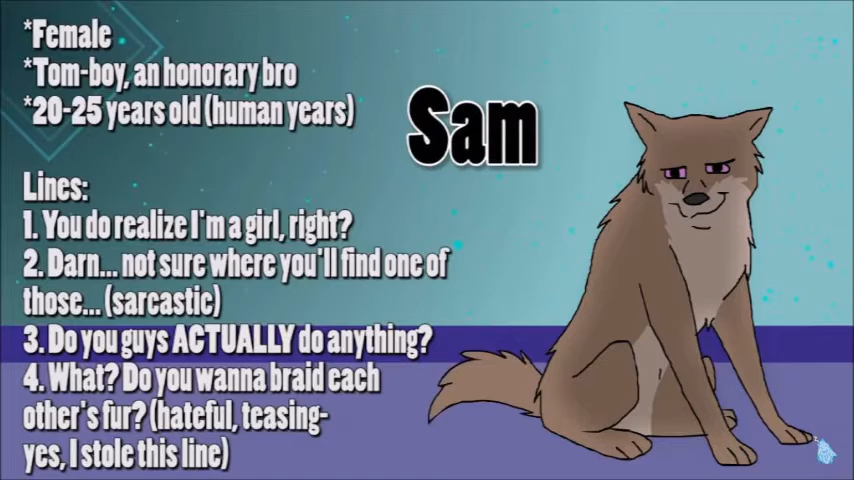 *Female
*Tom-boy, an honorary bro
*20-25 years old (human years)
Sam
Lines:
1. You do realize I'm a girl, right?
2. Darn... not sure where you'll find one of
those... (sarcastic)
3. Do you guys ACTUALLY do anything?
4. What? Do you wanna braid each
other's fur? (hateful, teasing-
yes, I stole this line)